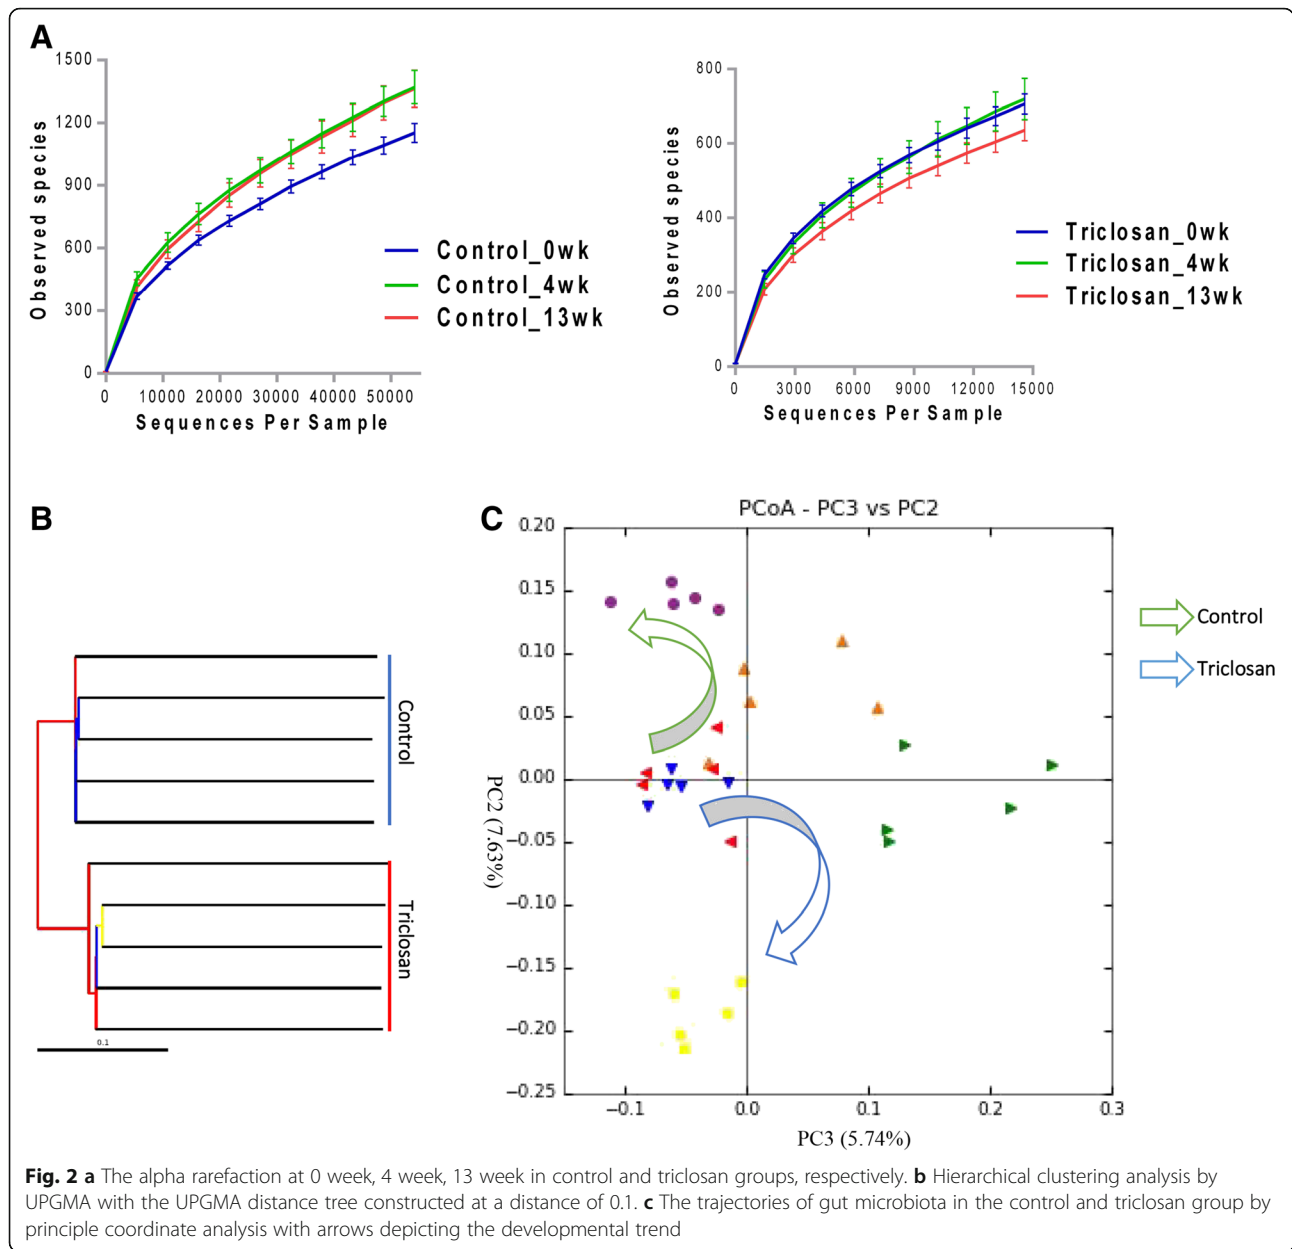 A
1500
1200
900
600
300
0
Observed species
0 10000 20000 30000 40000 50000
Sequences Per Sample
Control_0wk
Control_4wk
Control_13wk
800
600
400
200
0
Observed species
0 3000 6000 9000 12000 15000
Sequences Per Sample
Triclosan_0wk
Triclosan_4wk
Triclosan_13wk
B
Control
Triclosan
0.1
C
PCoA - PC3 vs PC2
0.20
0.15
0.10
0.05
0.00
−0.05
−0.10
−0.15
−0.20
−0.25
PC2 (7.63%)
−0.1 0.0 0.1 0.2 0.3
PC3 (5.74%)
Control
Triclosan
Fig. 2 a The alpha rarefaction at 0 week, 4 week, 13 week in control and triclosan groups, respectively. b Hierarchical clustering analysis by
UPGMA with the UPGMA distance tree constructed at a distance of 0.1. c The trajectories of gut microbiota in the control and triclosan group by
principle coordinate analysis with arrows depicting the developmental trend